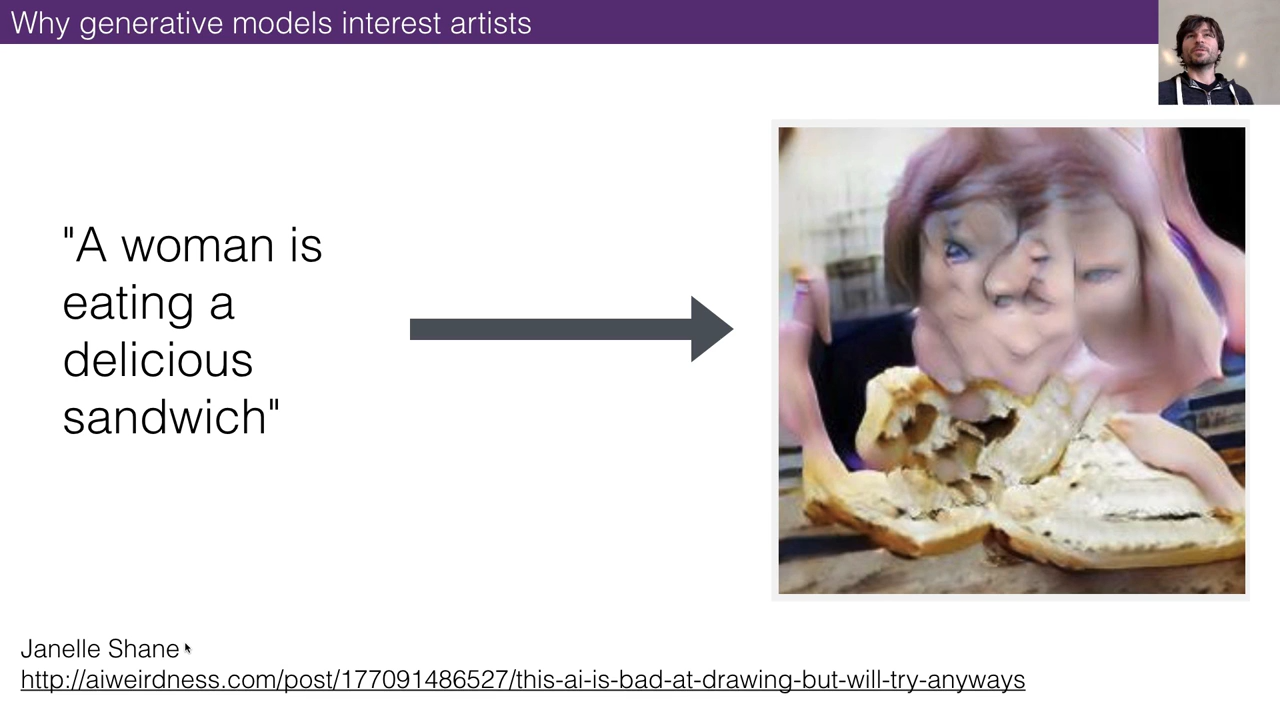 Why generative models interest artists
"A woman is
eating a
delicious
sandwich"
Janelle Shane
http://aiweirdness.com/post/177091486527/this-ai-is-bad-at-drawing-but-will-try-anyways